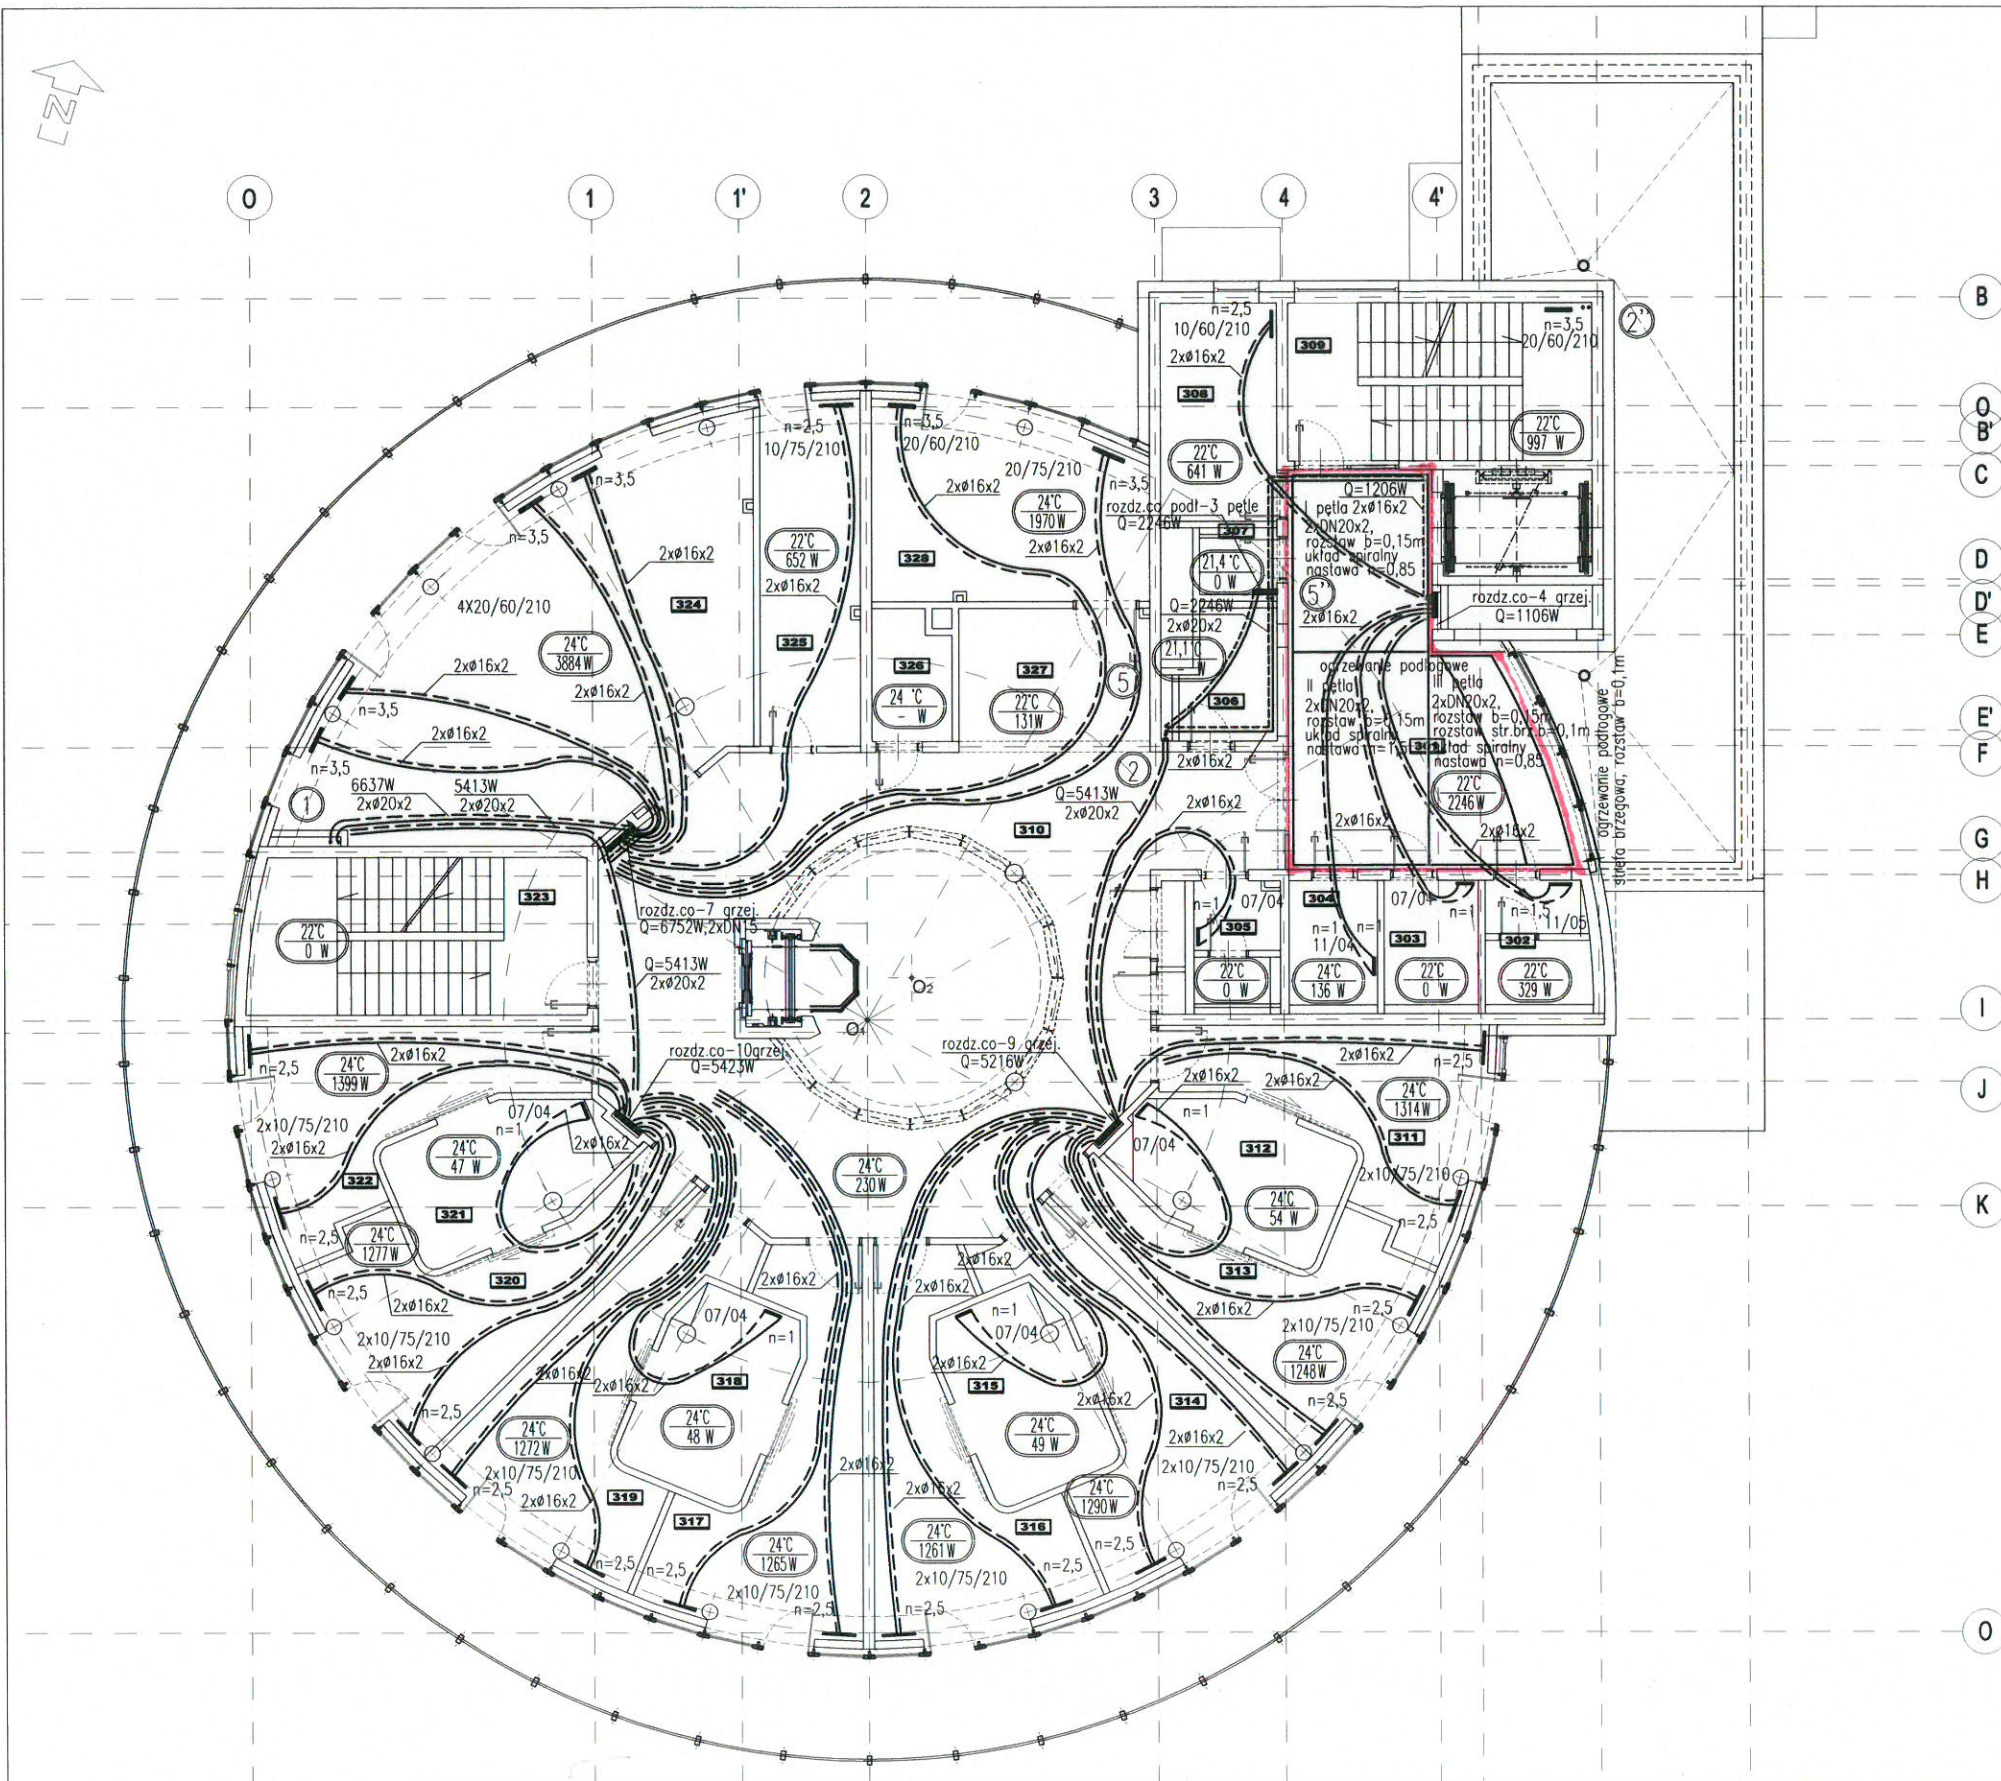 N
0
1
1'
2
3
4
4'
B
O
B'
C
D
D'
E
E'
F
G
H
I
J
K
O
n=2,5
10/60/210
2xø16x2
308
22°C
641 W
309
n=3,5
20/60/210
2''
22°C
997 W
n=2,5
10/75/210
n=3,5
20/60/210
20/75/210
n=3,5
2xø16x2
24°C
1970 W
2xø16x2
328
22°C
652 W
2xø16x2
325
n=3,5
n=3,5
2xø16x2
4X20/60/210
324
24°C
3884 W
2xø16x2
2xø16x2
n=3,5
2xø16x2
n=3,5
1
6637W
2xø20x2
5413W
2xø20x2
326
24 °C
- W
327
22°C
131W
5
2
rozdz.co podł-3 pętle
Q=2246W
307
21,4°C
0 W
Q=2246W
2xø20x2
21,1°C
306
2xø16x2
Q=1206W
I pętla 2xø16x2
2xDN20x2,
rozstaw b=0,15m
układ spiralny
nastawa n=0,85
5''
2xø16x2
rozdz.co-4 grzej.
Q=1106W
ogrzewanie podłogowe
II pętla
2xDN20x2,
rozstaw b=0,15m
układ spiralny
III pętla
2xDN20x2,
rozstaw b=0,15m
rozstaw str.brz.b=0,1m
układ spiralny
nastawa n=0,85
301
22°C
2246W
2xø16x2
2xø16x2
ogrzewanie podłogowe
strefa brzegowa, rozstaw b=0,1m
Q=5413W
2xø20x2
2xø16x2
310
n=1
07/04
305
22°C
0 W
304
n=1
11/04
n=1
24°C
136 W
07/04
303
n=1
22°C
0 W
n=1,5
11/05
302
22°C
329 W
323
22°C
0 W
rozdz.co-7 grzej.
Q=6752W,2xDN15
Q=5413W
2xø20x2
O2
O1
rozdz.co-10grzej
Q=5423W
rozdz.co-9 grzej.
Q=5216W
2xø16x2
n=2,5
24°C
1399W
2x10/75/210
2xø16x2
322
07/04
n=1
2xø16x2
24°C
47 W
321
n=2,5
24°C
1277W
320
n=2,5
2xø16x2
2x10/75/210
2xø16x2
n=2,5
24°C
230W
2xø16x2
n=2,5
2xø16x2
2xø16x2
24°C
1314W
311
n=1
07/04
312
2x10/75/210
24°C
54 W
n=2,5
313
2xø16x2
n=2,5
2x10/75/210
24°C
1248W
n=2,5
2xø16x2
2xø16x2
2xø16x2
07/04
n=1
n=1
07/04
2xø16x2
2xø16x2
2xø16x2
318
315
314
2xø16x2
24°C
1272W
24°C
48 W
24°C
49 W
2xø16x2
2x10/75/210
n=2,5
2xø16x2
2xø16x2
2xø16x2
2x10/75/210
n=2,5
24°C
1290W
319
317
316
24°C
1265W
24°C
1261W
n=2,5
n=2,5
n=2,5
n=2,5
2x10/75/210
2x10/75/210
n=2,5
n=2,5